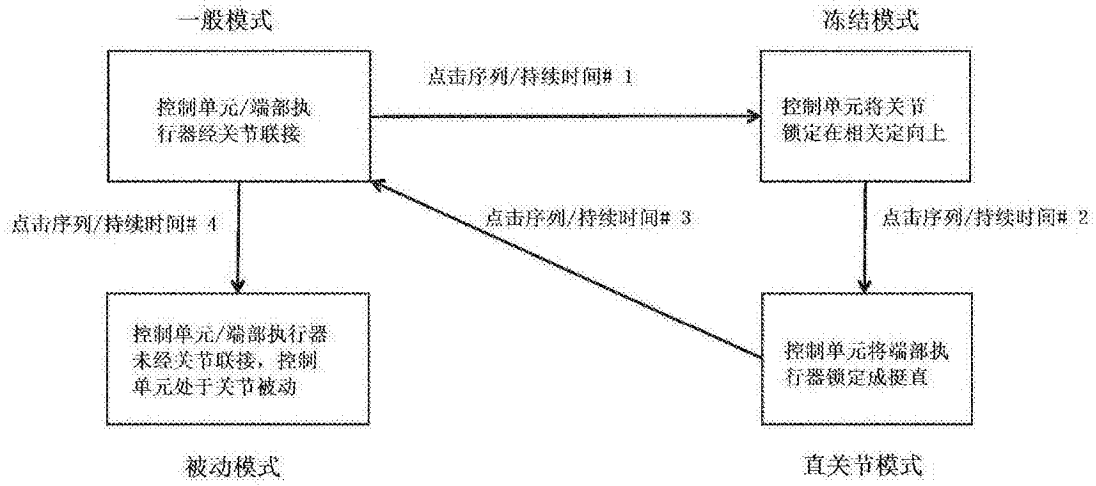 一般模式
冻结模式
控制单元/端部执
行器经关节联接
点击序列/持续时间# 1
控制单元将关节
锁定在相关定向上
点击序列/持续时间# 4
点击序列/持续时间# 3
点击序列/持续时间# 2
控制单元/端部执行器
未经关节联接，控制
单元处于关节被动
控制单元将端部执
行器锁定成挺直
被动模式
直关节模式